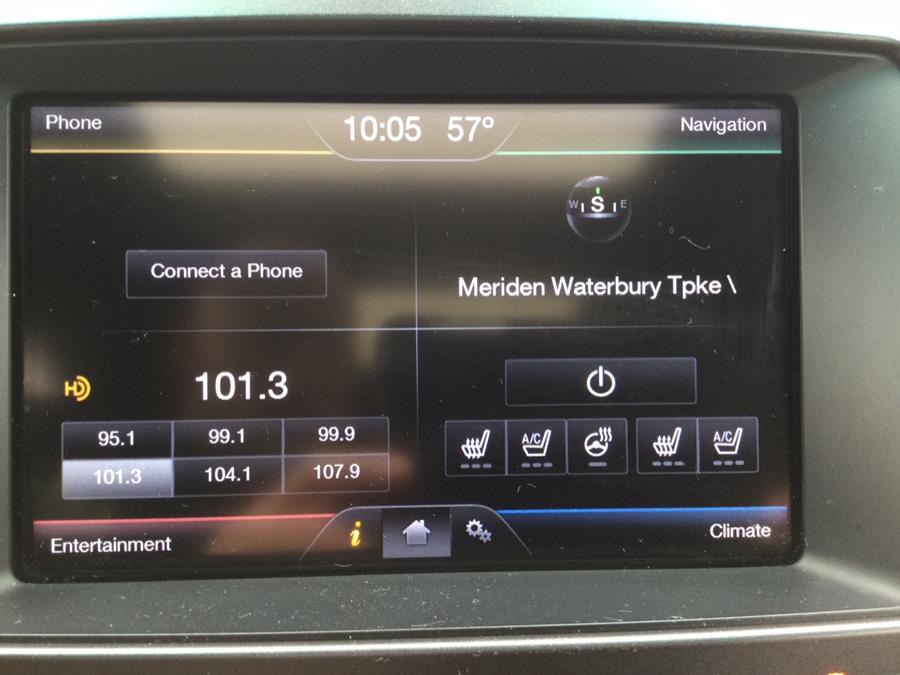 Phone
10:05 57°
Navigation
W S E
Connect a Phone
Meriden Waterbury Tpke \
HD
101.3
95.1 99.1 99.9
101.3 104.1 107.9
A/C A/C
i
Entertainment
Climate